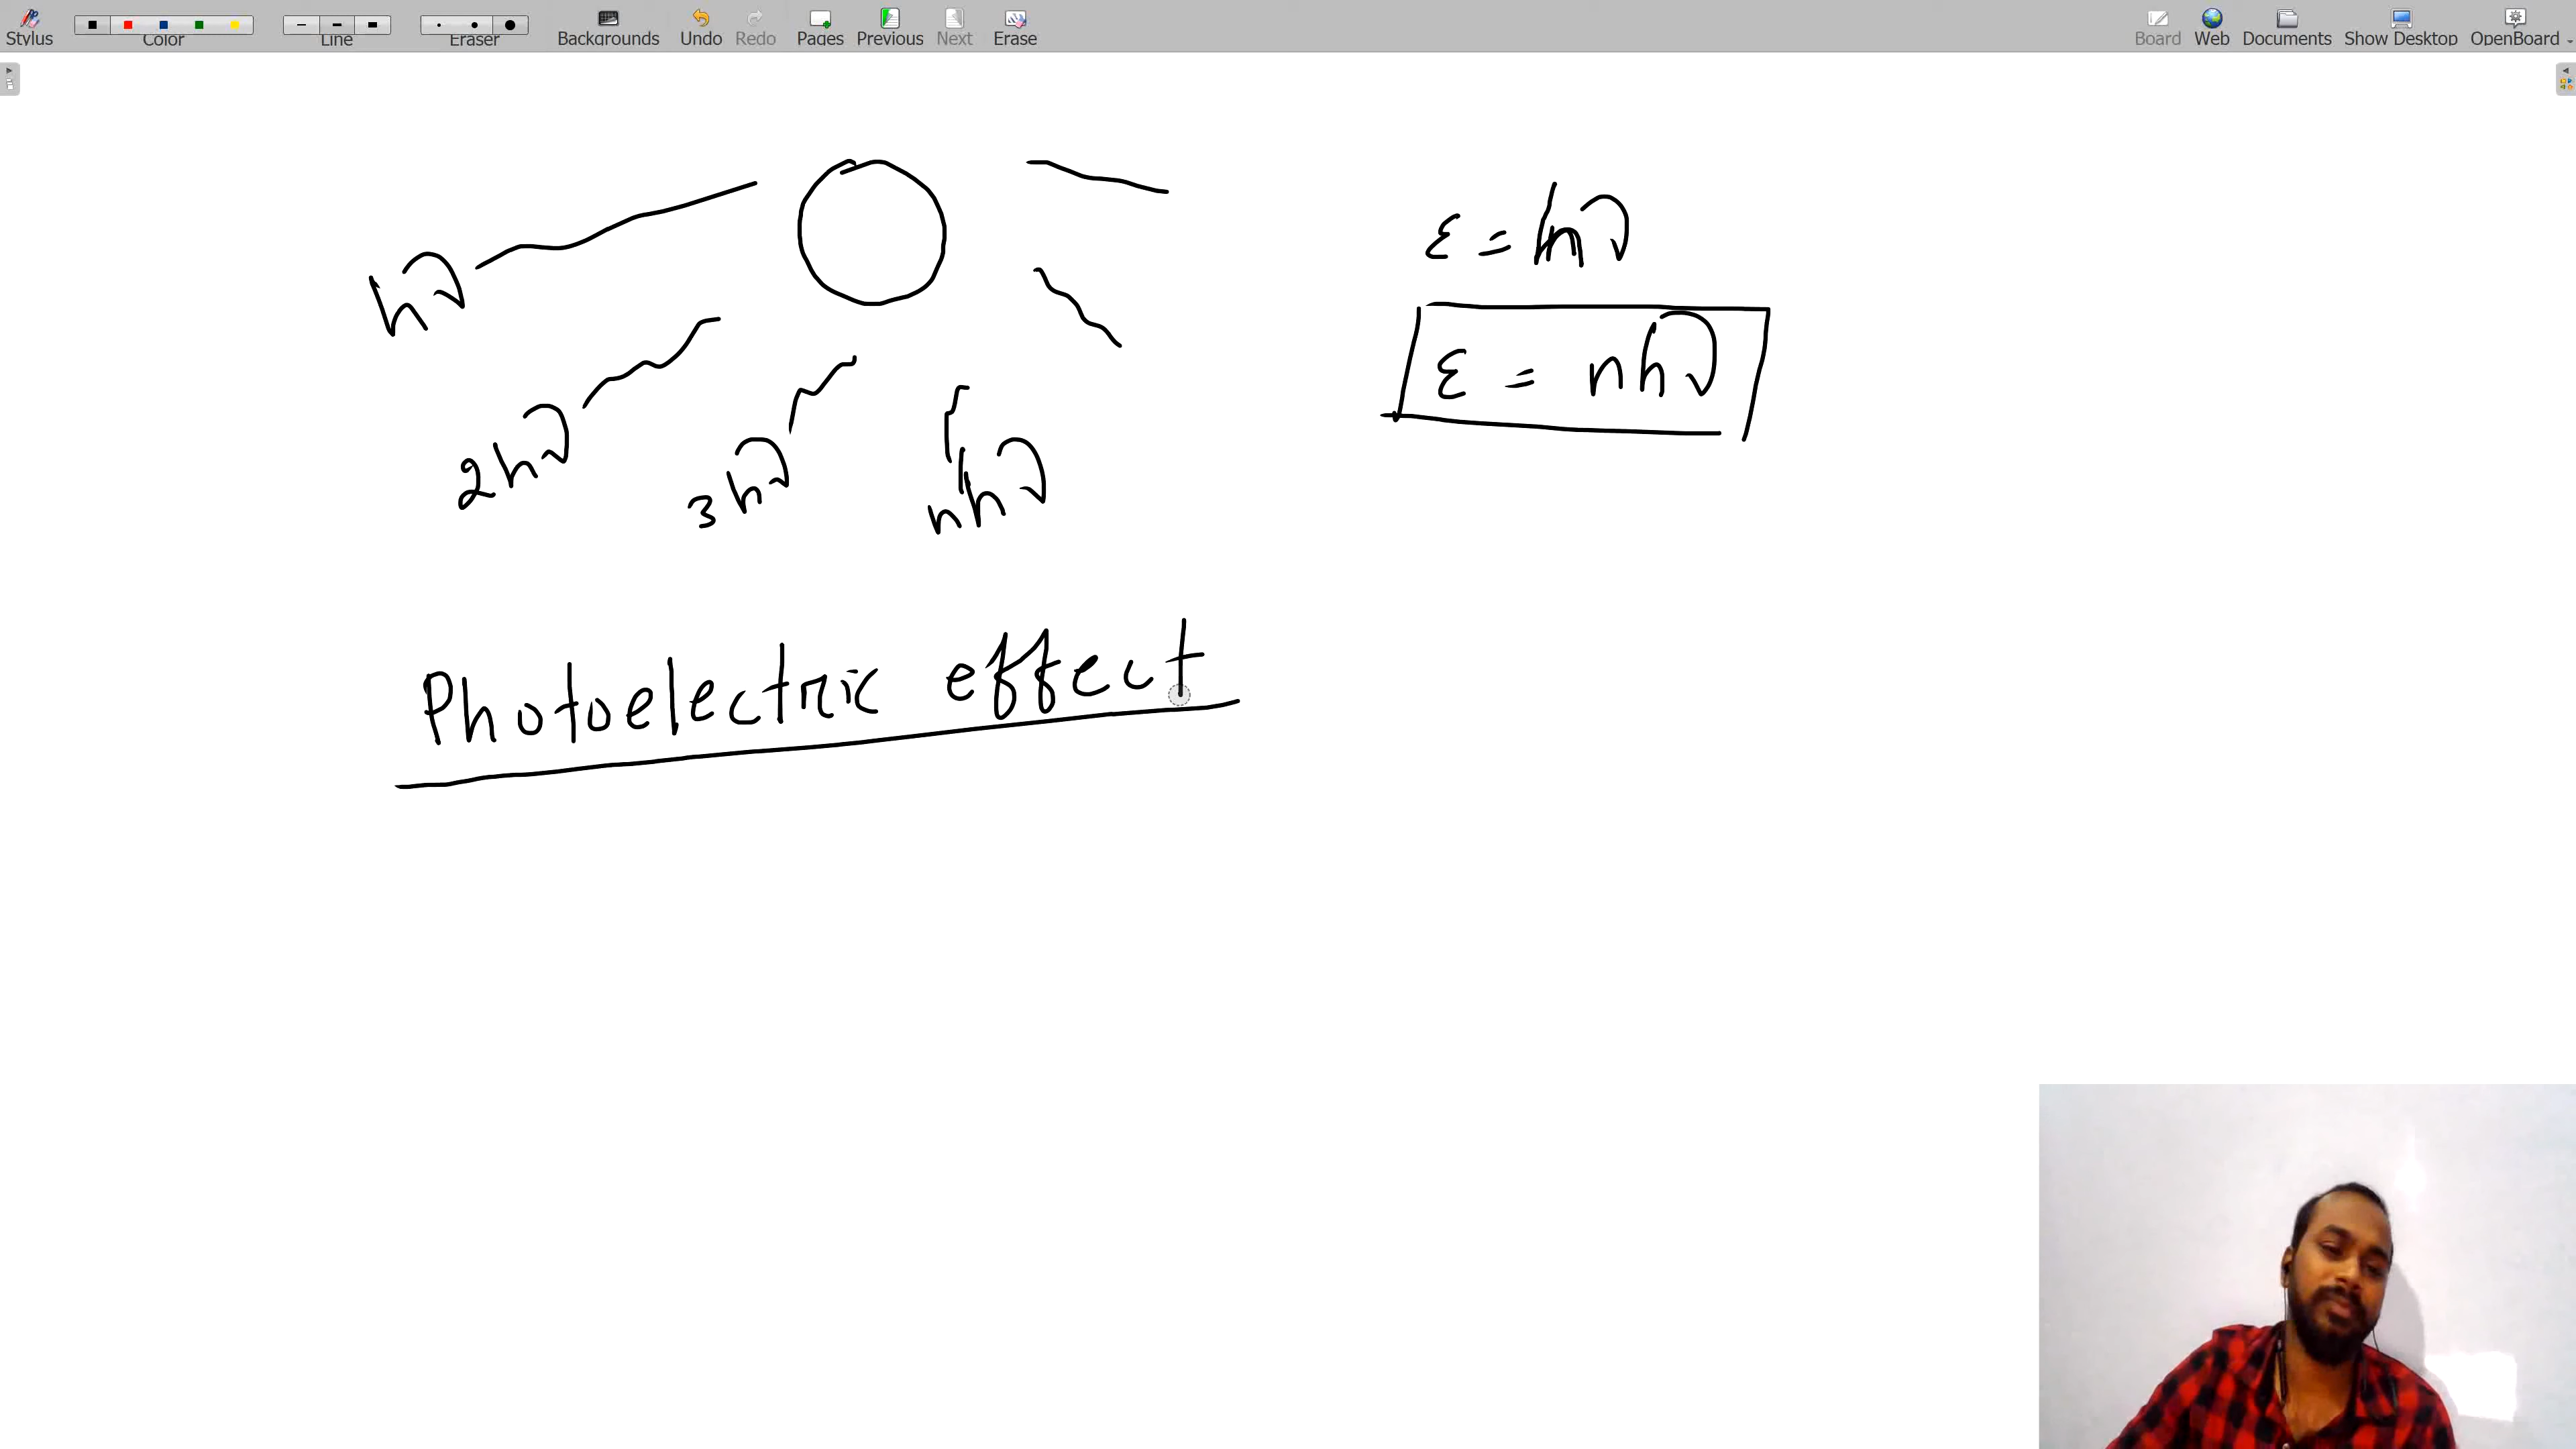 Stylus Color Line Eraser Backgrounds Undo Redo Pages Previous Next Erase Board Web Documents Show Desktop OpenBoard
hν
2hν
3hν
nhν
ε = hν
ε = nhν
Photoelectric effect